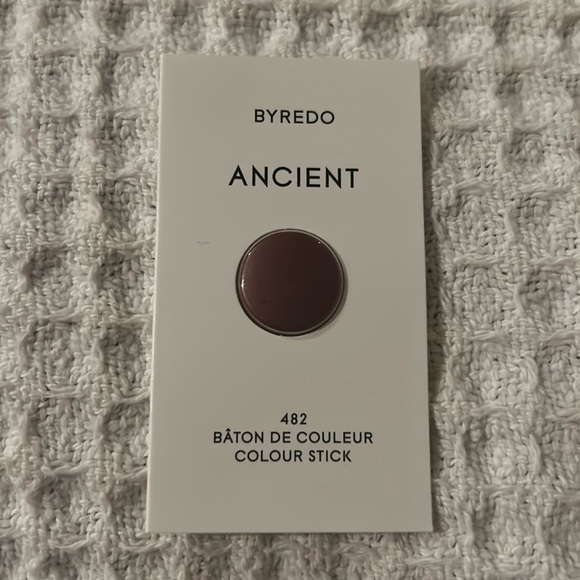 BYREDO
ANCIENT
482
BÂTON DE COULEUR
COLOUR STICK